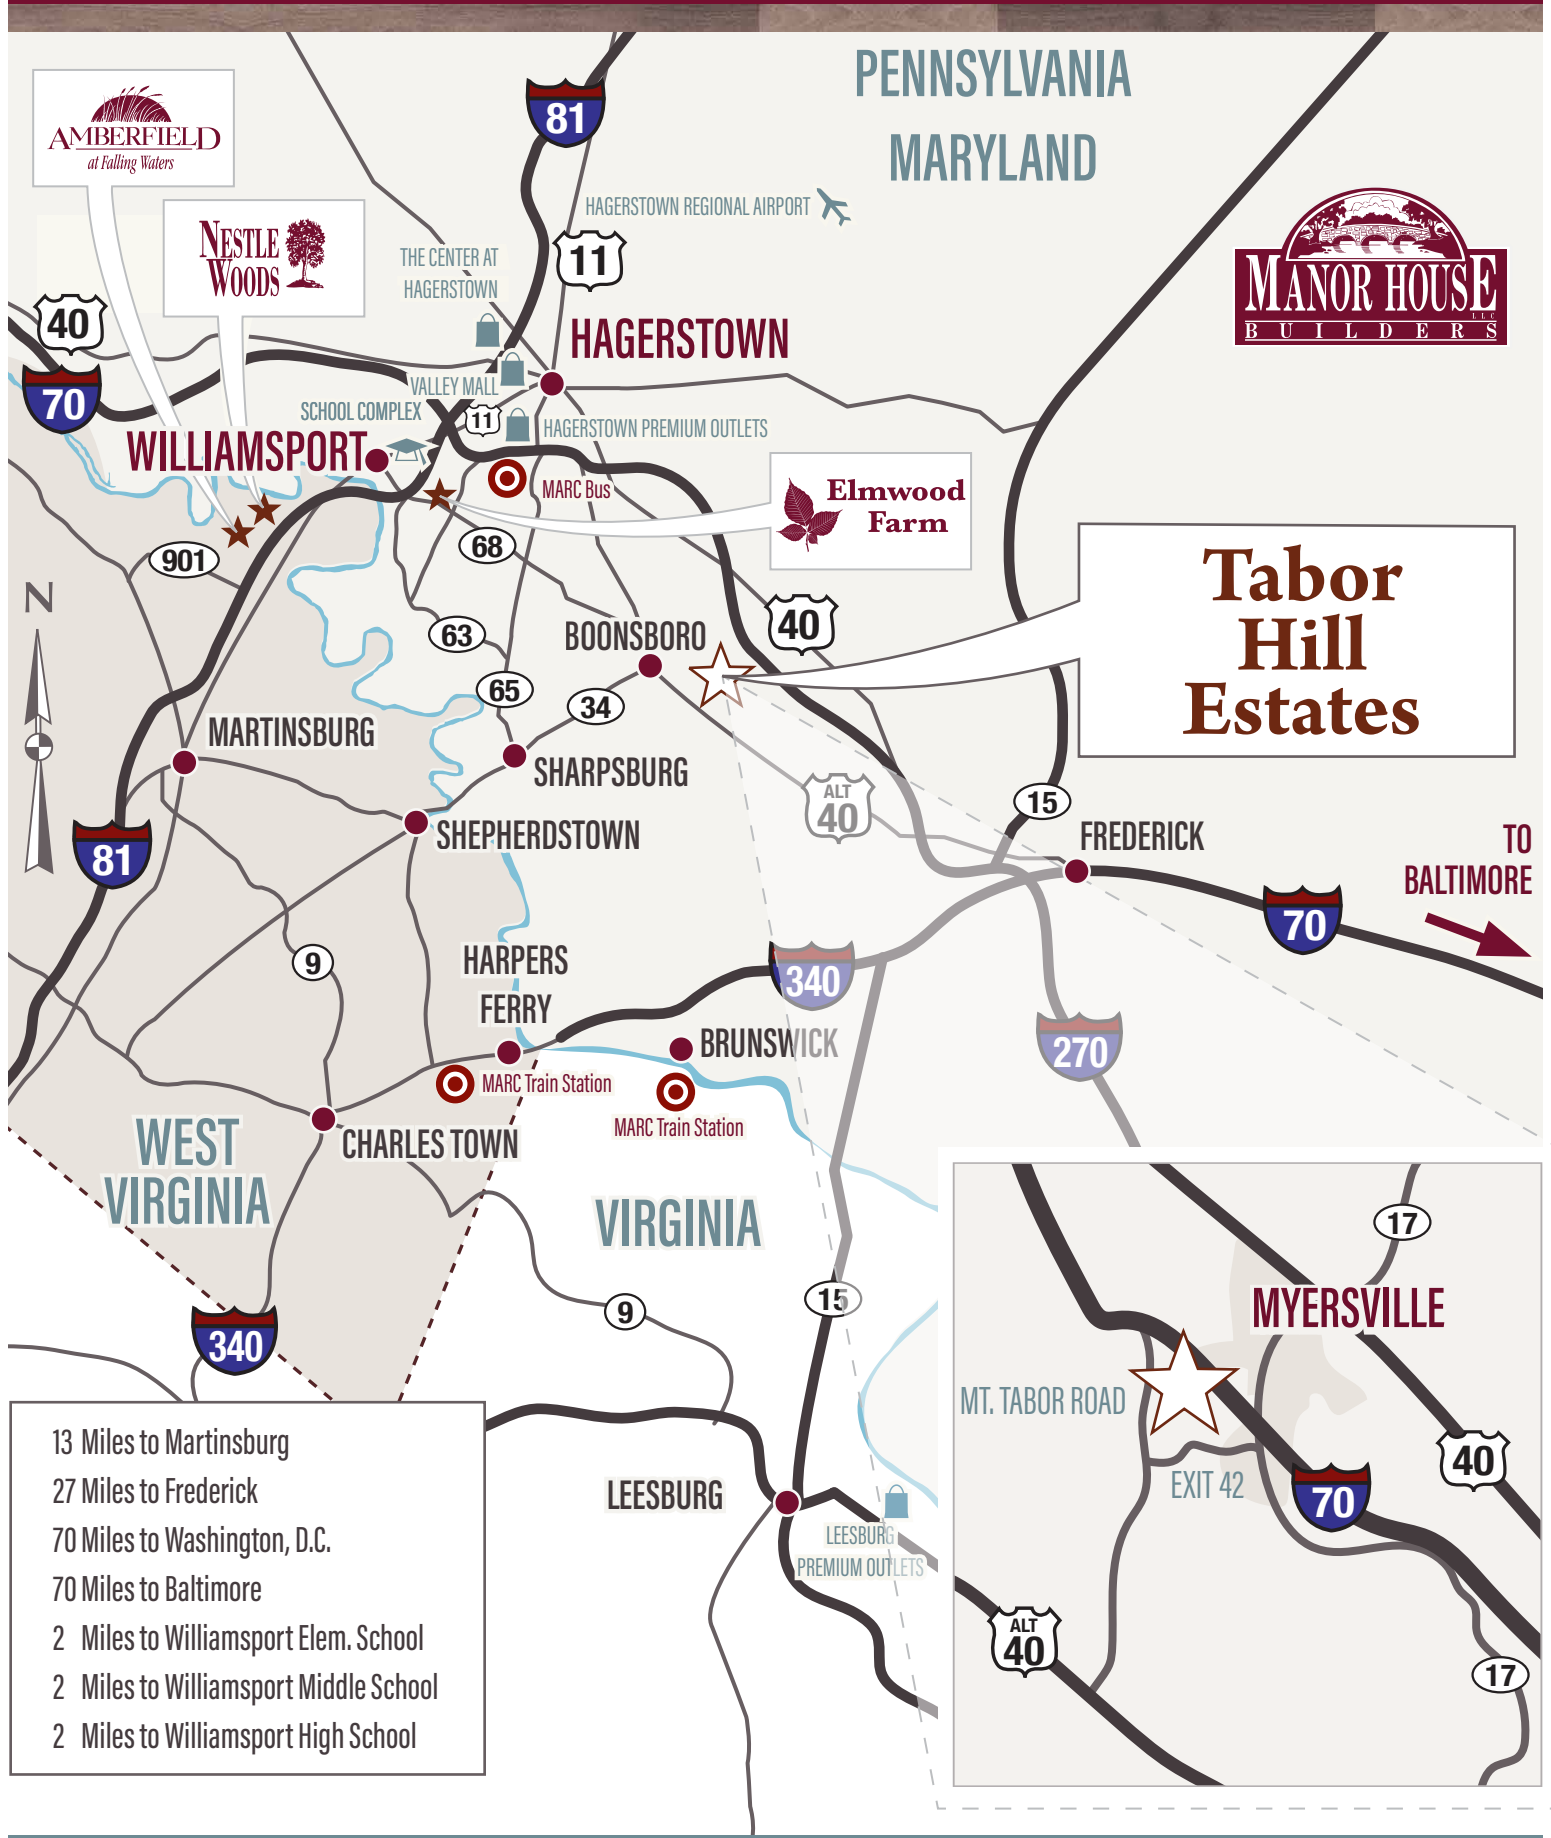 PENNSYLVANIA
MARYLAND
81
AMBERFIELD
at Falling Waters
NESTLE
WOODS
HAGERSTOWN REGIONAL AIRPORT
11
THE CENTER AT
HAGERSTOWN
MANOR HOUSE
LLC
BUILDERS
40
HAGERSTOWN
70
VALLEY MALL
SCHOOL COMPLEX
11
HAGERSTOWN PREMIUM OUTLETS
WILLIAMSPORT
MARC Bus
Elmwood
Farm
901
68
Tabor
Hill
Estates
N
63
BOONSBORO
40
65
34
MARTINSBURG
SHARPSBURG
ALT
40
15
81
SHEPHERDSTOWN
FREDERICK
TO
BALTIMORE
70
9
HARPERS
FERRY
340
BRUNSWICK
270
MARC Train Station
MARC Train Station
WEST
VIRGINIA
CHARLES TOWN
VIRGINIA
17
9
15
MYERSVILLE
340
MT. TABOR ROAD
40
EXIT 42
70
13 Miles to Martinsburg
27 Miles to Frederick
70 Miles to Washington, D.C.
70 Miles to Baltimore
2 Miles to Williamsport Elem. School
2 Miles to Williamsport Middle School
2 Miles to Williamsport High School
LEESBURG
LEESBURG
PREMIUM OUTLETS
ALT
40
17